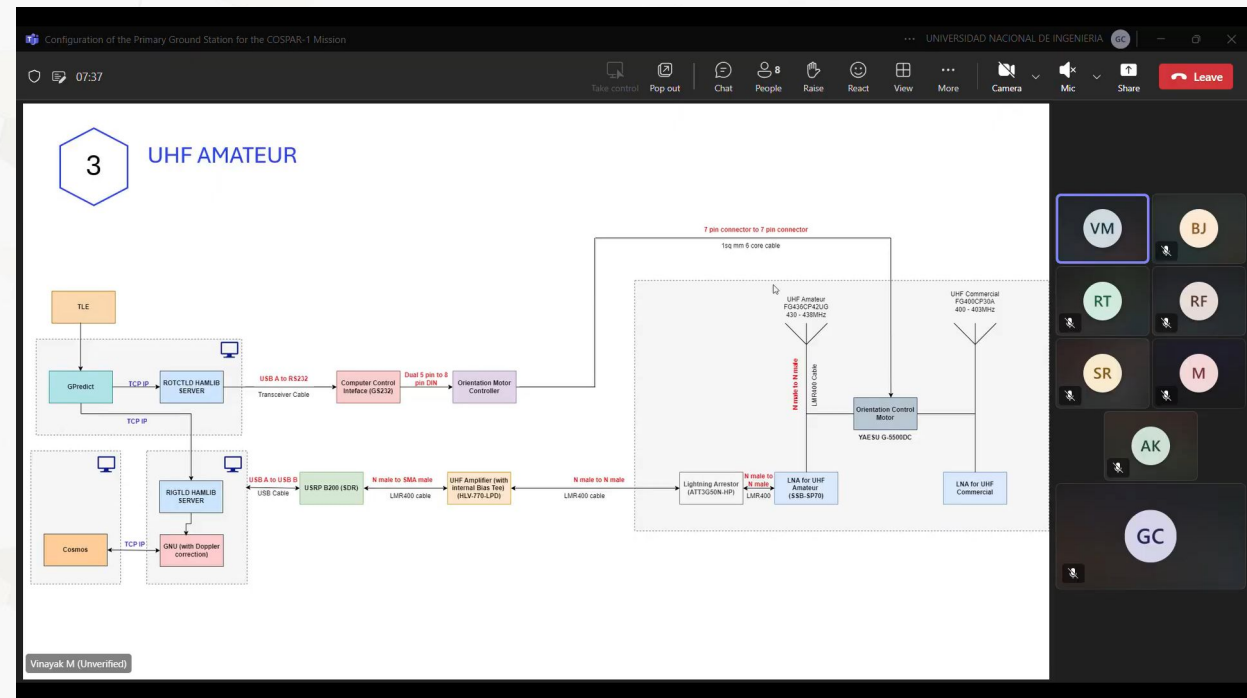 Configuration of the Primary Ground Station for the COSPAR-1 Mission
UNIVERSIDAD NACIONAL DE INGENIERIA
GC
07:37
Take control
Pop out
Chat
8
People
Raise
React
View
More
Camera
Mic
Share
Leave
3
UHF AMATEUR
7 pin connector to 7 pin connector
1sq mm 6 core cable
TLE
GPredict
TCP IP
ROTCTLD HAMLIB
SERVER
USB A to RS232
Transceiver Cable
Computer Control
Inteface (GS232)
Dual 5 pin to 8
pin DIN
Orientation Motor
Controller
TCP IP
UHF Amateur
FG436CP42UG
430 - 438MHz
UHF Commercial
FG400CP30A
400 - 403MHz
N male to N male
LMR400 Cable
Orientation Control
Motor
YAESU G-5500DC
RIGTLD HAMLIB
SERVER
USB A to USB B
USB Cable
USRP B200 (SDR)
N male to SMA male
LMR400 cable
UHF Amplifier (with
internal Bias Tee)
(HLV-770-LPD)
N male to N male
LMR400 cable
Lightning Arrestor
(ATT3G50N-HP)
N male to
N male
LMR400
LNA for UHF
Amateur
(SSB-SP70)
LNA for UHF
Commercial
Cosmos
TCP IP
GNU (with Doppler
correction)
Vinayak M (Unverified)
VM
BJ
RT
RF
SR
M
AK
GC